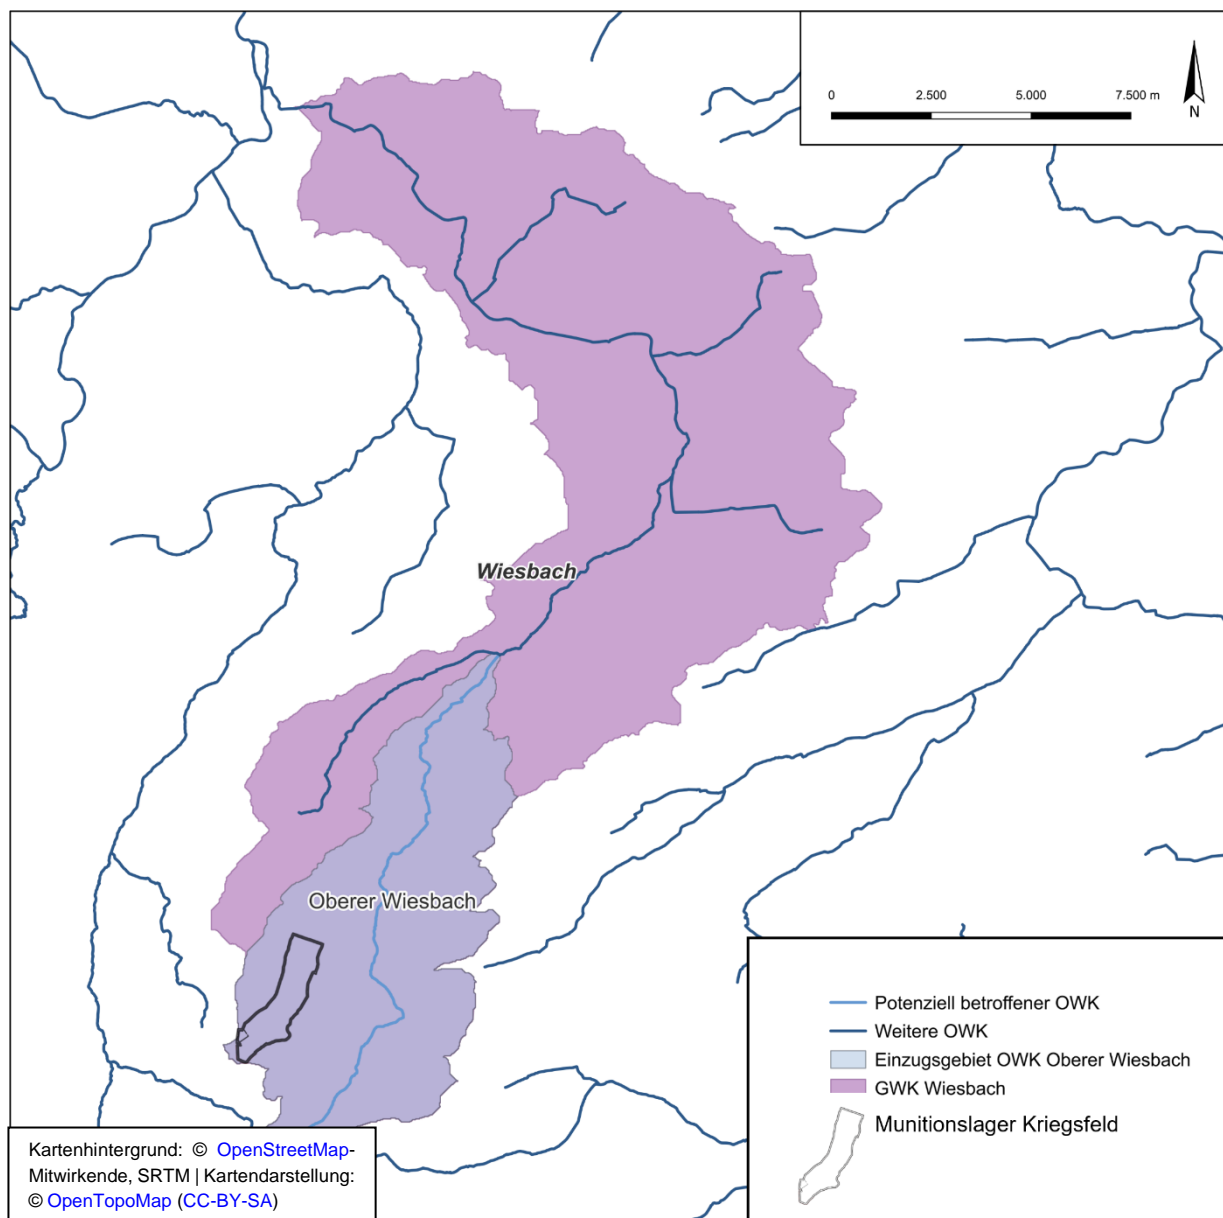 0 2.500 5.000 7.500 m
N
Wiesbach
Oberer Wiesbach
Potenziell betroffener OWK
Weitere OWK
Einzugsgebiet OWK Oberer Wiesbach
GWK Wiesbach
Munitionslager Kriegsfeld
Kartenhintergrund: © OpenStreetMap-
Mitwirkende, SRTM | Kartendarstellung:
© OpenTopoMap (CC-BY-SA)